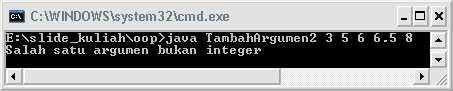 C:\WINDOWS\system32\cmd.exe
E:\slide_kuliah\oop>java TambahArgumen2 3 5 6 6.5 8
Salah satu argumen bukan integer